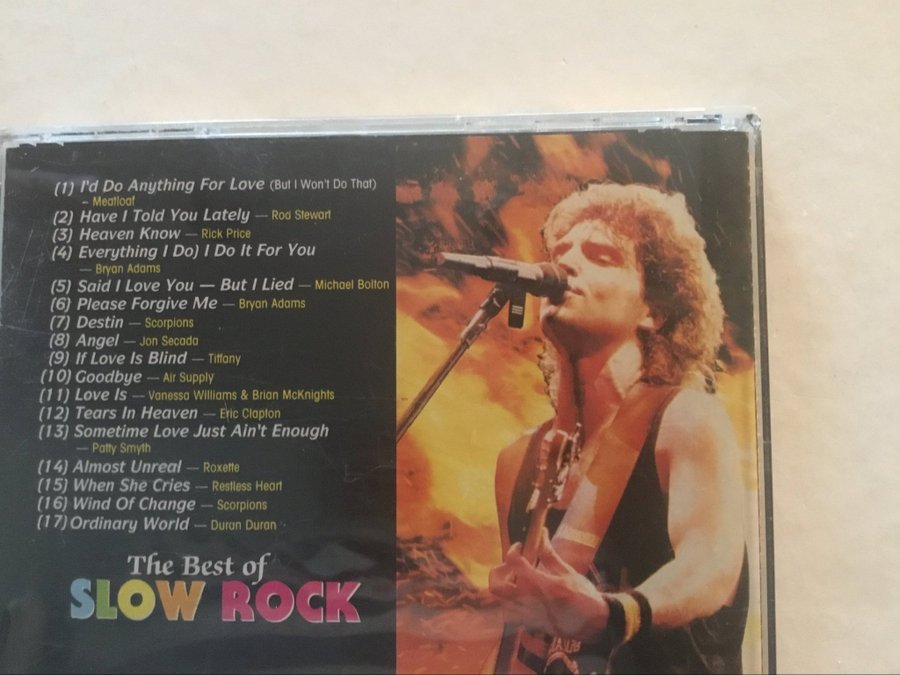 (1) I'd Do Anything For Love (But I Won't Do That)
– Meatloaf
(2) Have I Told You Lately — Rod Stewart
(3) Heaven Know — Rick Price
(4) Everything I Do) I Do It For You
— Bryan Adams
(5) Said I Love You — But I Lied — Michael Bolton
(6) Please Forgive Me — Bryan Adams
(7) Destin — Scorpions
(8) Angel — Jon Secada
(9) If Love Is Blind — Tiffany
(10) Goodbye — Air Supply
(11) Love Is — Vanessa Williams & Brian McKnights
(12) Tears In Heaven — Eric Clapton
(13) Sometime Love Just Ain't Enough
— Patty Smyth
(14) Almost Unreal — Roxette
(15) When She Cries — Restless Heart
(16) Wind Of Change — Scorpions
(17) Ordinary World — Duran Duran
The Best of
SLOW ROCK